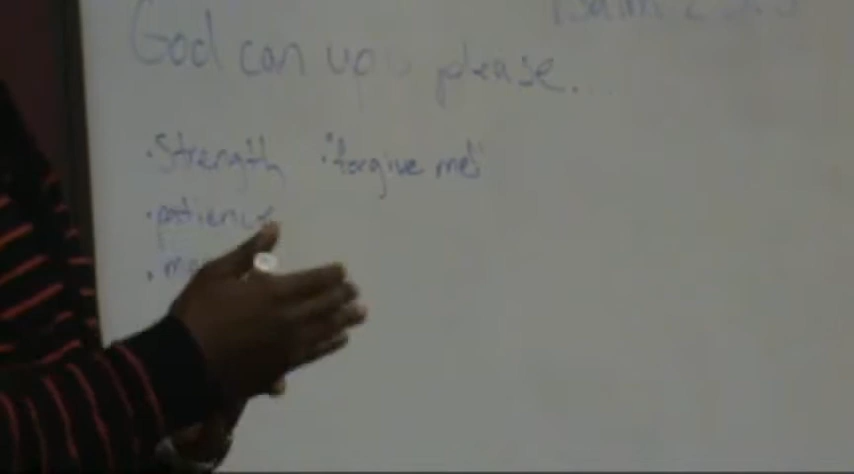 God can you please...
• Strength • "forgive me"
• patience